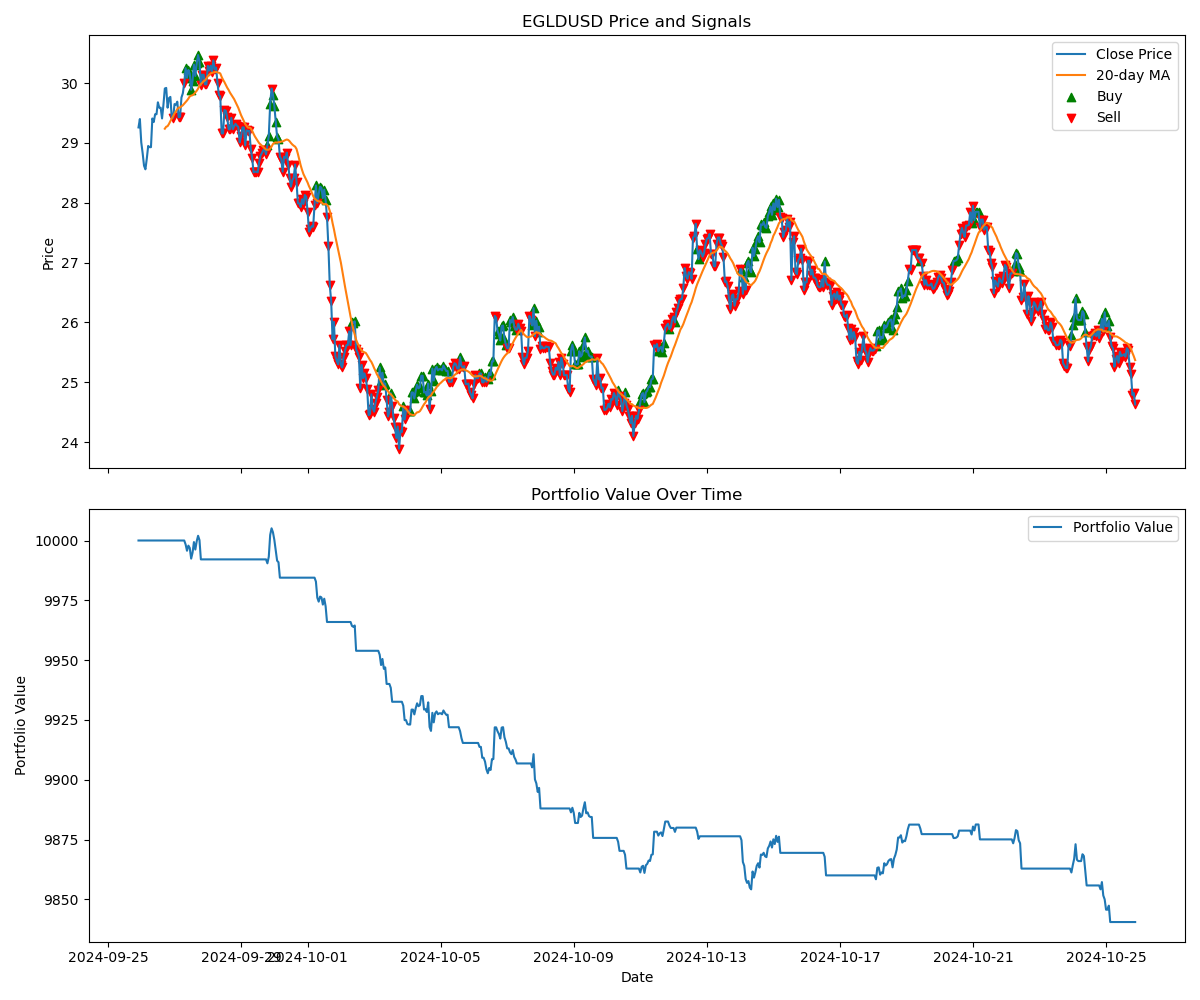 EGLDUSD Price and Signals
Close Price
20-day MA
Buy
Sell
Price
30
29
28
27
26
25
24
Portfolio Value Over Time
Portfolio Value
Portfolio Value
10000
9975
9950
9925
9900
9875
9850
2024-09-25
2024-09-29
2024-10-01
2024-10-05
2024-10-09
2024-10-13
2024-10-17
2024-10-21
2024-10-25
Date